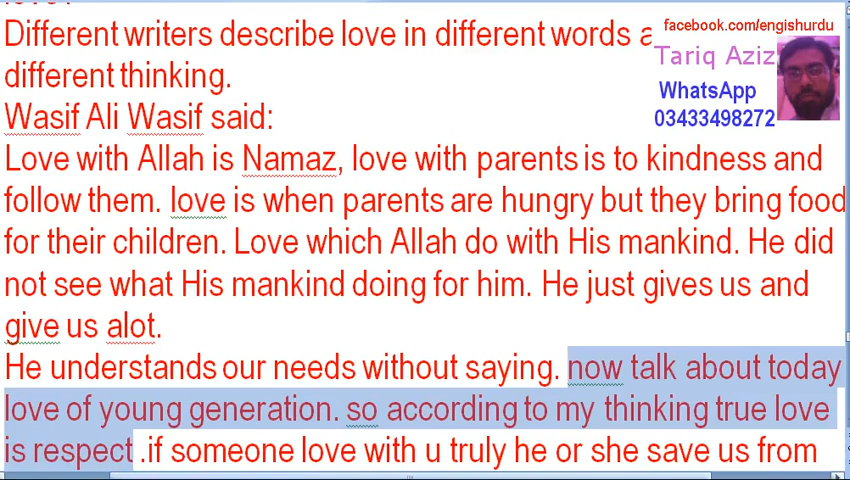 love?
facebook.com/engishurdu
Different writers describe love in different words a
Tariq Aziz
different thinking.
WhatsApp
03433498272
Wasif Ali Wasif said:
Love with Allah is Namaz, love with parents is to kindness and
follow them. love is when parents are hungry but they bring food
for their children. Love which Allah do with His mankind. He did
not see what His mankind doing for him. He just gives us and
give us alot.
He understands our needs without saying. now talk about today
love of young generation. so according to my thinking true love
is respect .if someone love with u truly he or she save us from